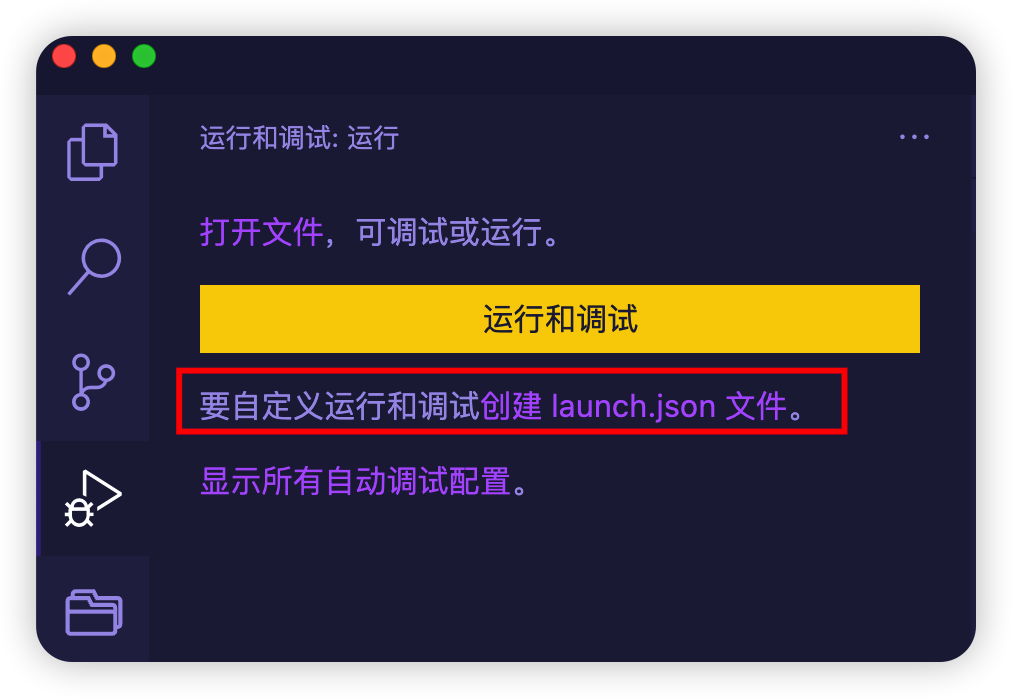 运行和调试: 运行
打开文件，可调试或运行。
运行和调试
要自定义运行和调试创建 launch.json 文件。
显示所有自动调试配置。